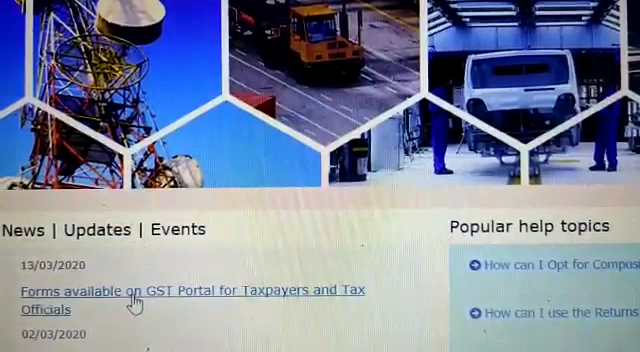 News | Updates | Events
13/03/2020
Forms available on GST Portal for Taxpayers and Tax
Officials
02/03/2020
Popular help topics
How can I Opt for Compos
How can I use the Returns